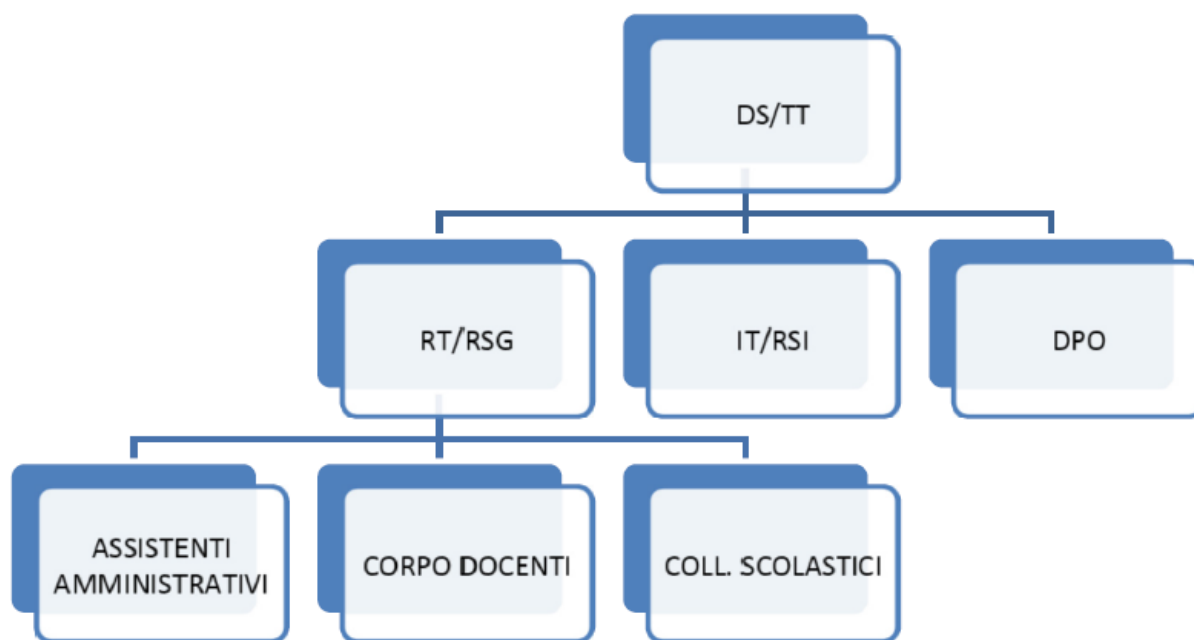 DS/TT
RT/RSG
IT/RSI
DPO
ASSISTENTI
AMMINISTRATIVI
CORPO DOCENTI
COLL. SCOLASTICI